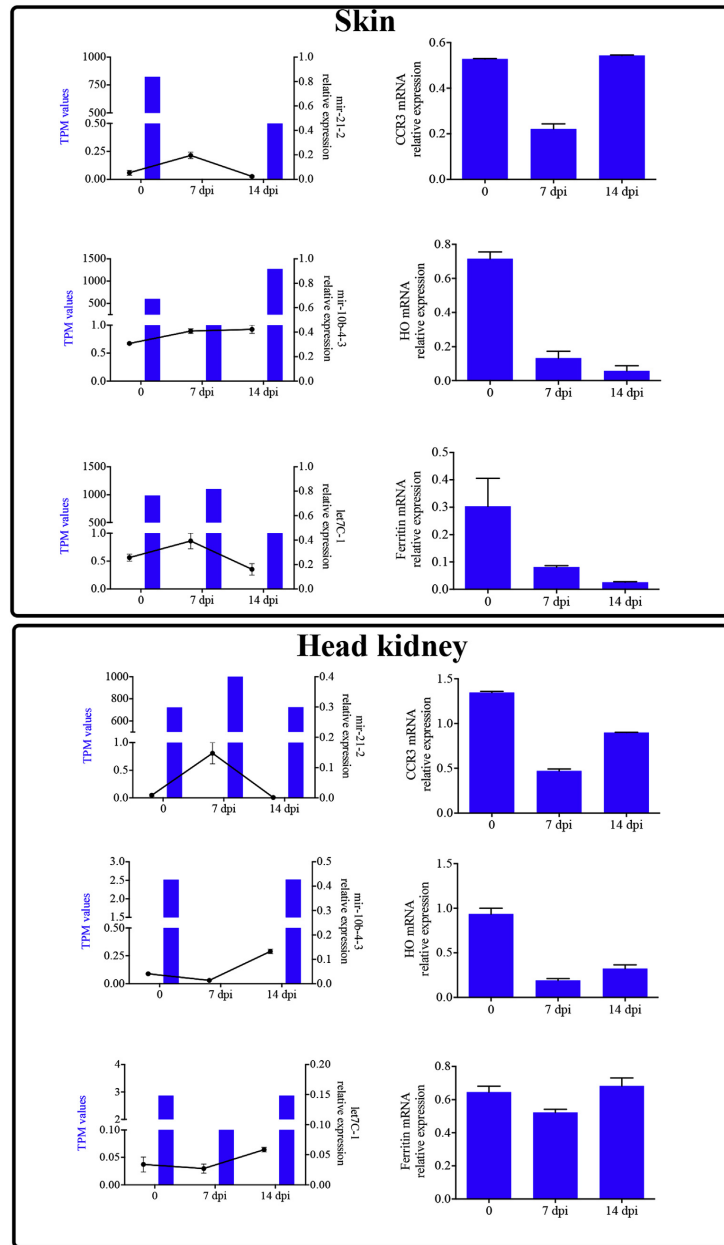 Skin
TPM values
1000
750
500
0.50
0.25
0.00
0
7 dpi
14 dpi
1.0
0.8
0.6
0.4
0.2
0.0
mir-21-2
relative expression
CCR3 mRNA
relative expression
0.6
0.4
0.2
0.0
0
7 dpi
14 dpi
TPM values
1500
1000
500
1.0
0.5
0.0
0
7 dpi
14 dpi
1.0
0.8
0.6
0.4
0.2
0.0
mir-10b-4-3
relative expression
HO mRNA
relative expression
0.8
0.6
0.4
0.2
0.0
0
7 dpi
14 dpi
TPM values
1500
1000
500
1.0
0.5
0.0
0
7 dpi
14 dpi
1.0
0.8
0.6
0.4
0.2
0.0
let7C-1
relative expression
Ferritin mRNA
relative expression
0.5
0.4
0.3
0.2
0.1
0.0
0
7 dpi
14 dpi
Head kidney
TPM values
1000
800
600
1.0
0.5
0.0
0
7 dpi
14 dpi
0.4
0.3
0.2
0.1
0.0
mir-21-2
relative expression
CCR3 mRNA
relative expression
1.5
1.0
0.5
0.0
0
7 dpi
14 dpi
TPM values
3.0
2.5
2.0
1.5
0.50
0.25
0.00
0
7 dpi
14 dpi
0.5
0.4
0.3
0.2
0.1
0.0
mir-10b-4-3
relative expression
HO mRNA
relative expression
1.5
1.0
0.5
0.0
0
7 dpi
14 dpi
TPM values
4
3
2
0.10
0.05
0.00
0
7 dpi
14 dpi
0.20
0.15
0.10
0.05
0.00
let7C-1
relative expression
Ferritin mRNA
relative expression
0.8
0.6
0.4
0.2
0.0
0
7 dpi
14 dpi